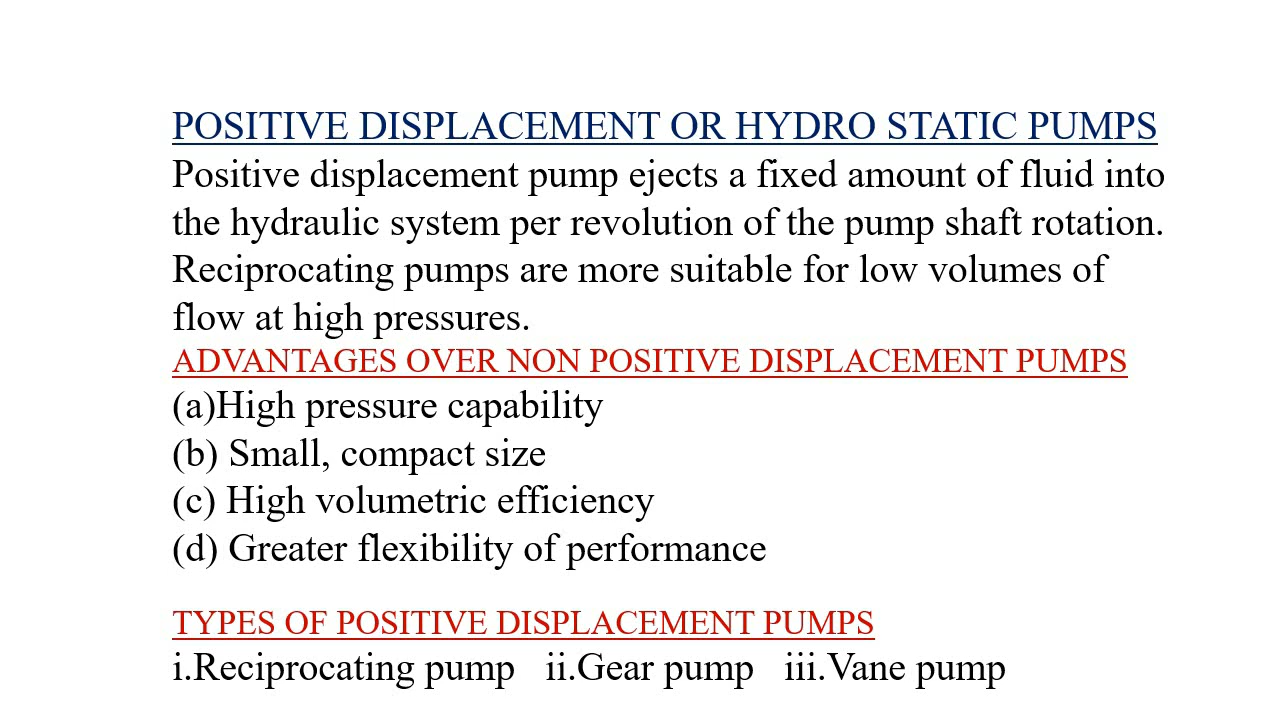 POSITIVE DISPLACEMENT OR HYDRO STATIC PUMPS
Positive displacement pump ejects a fixed amount of fluid into
the hydraulic system per revolution of the pump shaft rotation.
Reciprocating pumps are more suitable for low volumes of
flow at high pressures.
ADVANTAGES OVER NON POSITIVE DISPLACEMENT PUMPS
(a)High pressure capability
(b) Small, compact size
(c) High volumetric efficiency
(d) Greater flexibility of performance
TYPES OF POSITIVE DISPLACEMENT PUMPS
i.Reciprocating pump ii.Gear pump iii.Vane pump